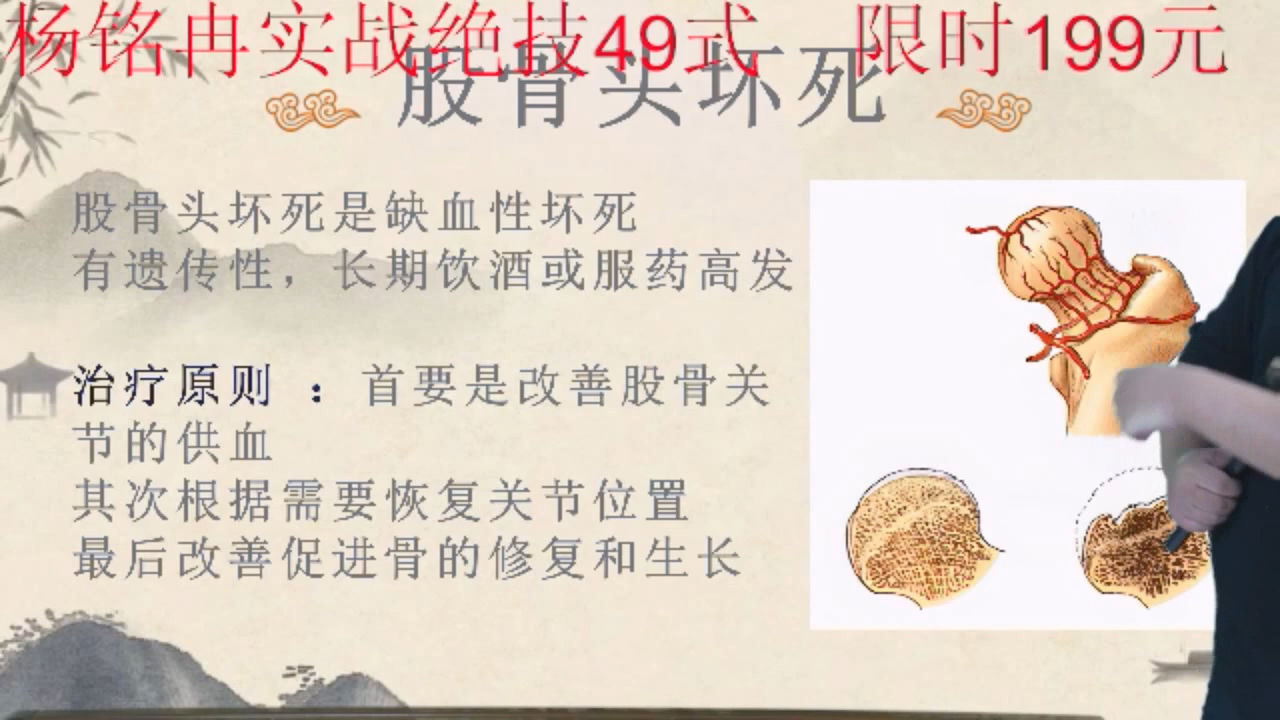 杨铭冉实战绝技49式 限时199元
股骨头坏死
股骨头坏死是缺血性坏死
有遗传性，长期饮酒或服药高发
治疗原则 ：首要是改善股骨关
节的供血
其次根据需要恢复关节位置
最后改善促进骨的修复和生长